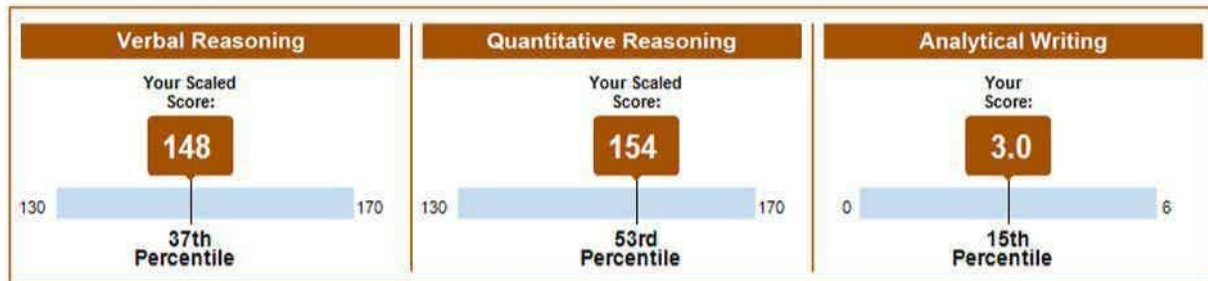 Verbal Reasoning
Your Scaled
Score:
148
130
170
37th
Percentile
Quantitative Reasoning
Your Scaled
Score:
154
130
170
53rd
Percentile
Analytical Writing
Your
Score:
3.0
0
6
15th
Percentile